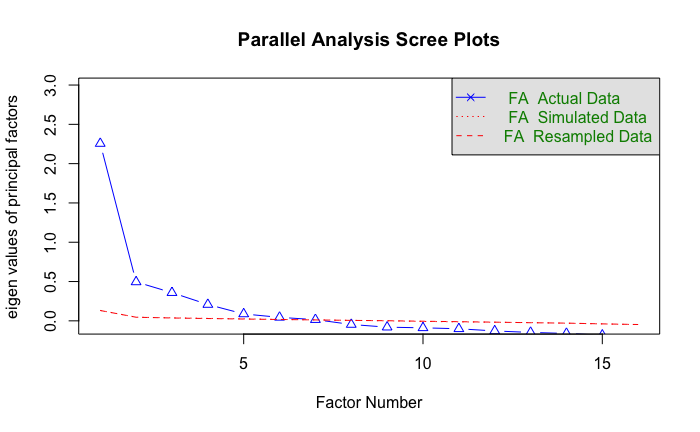 Parallel Analysis Scree Plots
eigen values of principal factors
3.0
2.5
2.0
1.5
1.0
0.5
0.0
FA Actual Data
FA Simulated Data
FA Resampled Data
5 10 15
Factor Number